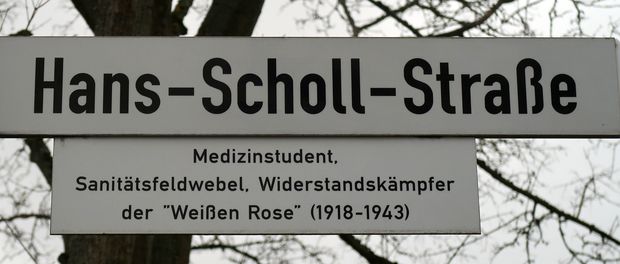 Hans-Scholl-Straße
Medizinstudent,
Sanitätsfeldwebel, Widerstandskämpfer
der "Weißen Rose" (1918-1943)